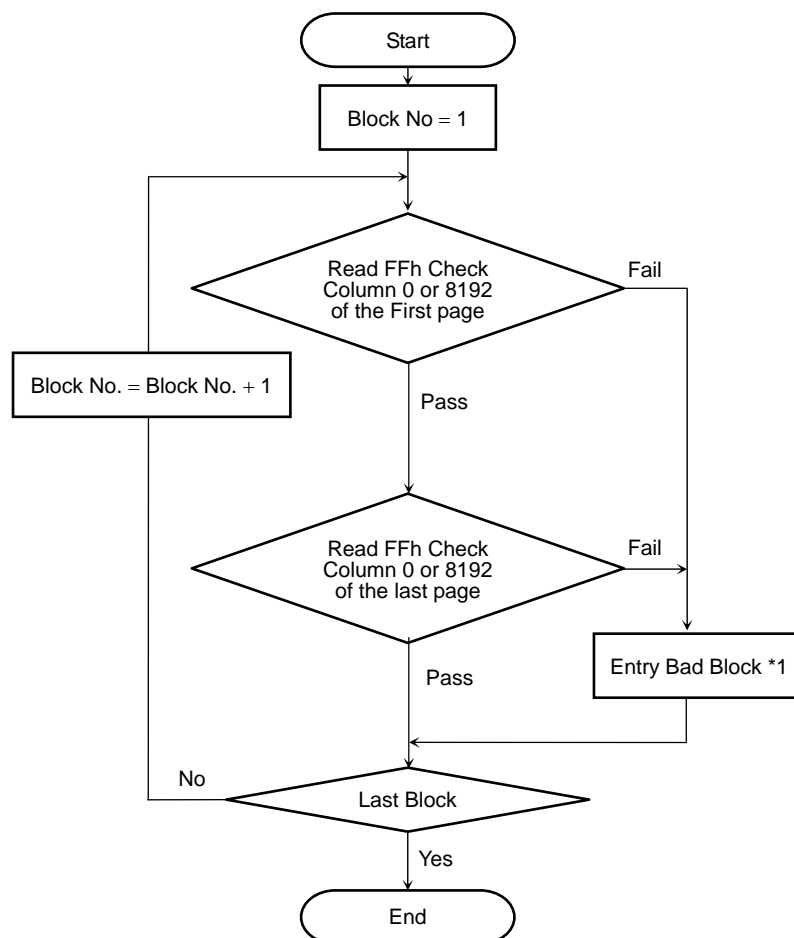 Start
Block No = 1
Read FFh Check
Column 0 or 8192
of the First page
Fail
Block No. = Block No. + 1
Pass
Read FFh Check
Column 0 or 8192
of the last page
Fail
Entry Bad Block *1
Pass
No
Last Block
Yes
End